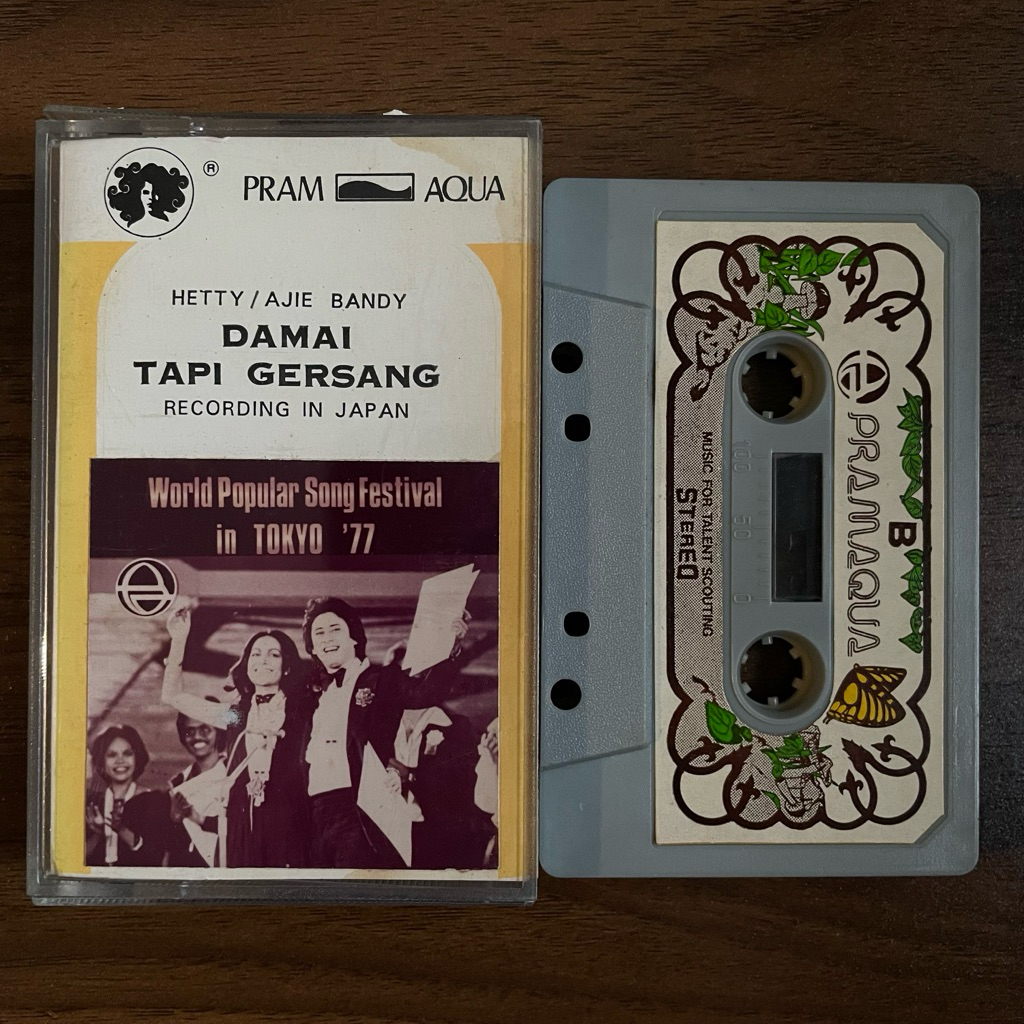 ®
PRAM AQUA
HETTY / AJIE BANDY
DAMAI
TAPI GERSANG
RECORDING IN JAPAN
World Popular Song Festival
in TOKYO '77
PRAMAQUA
B
MUSIC FOR TALENT SCOUTING
STEREO
100 50 0